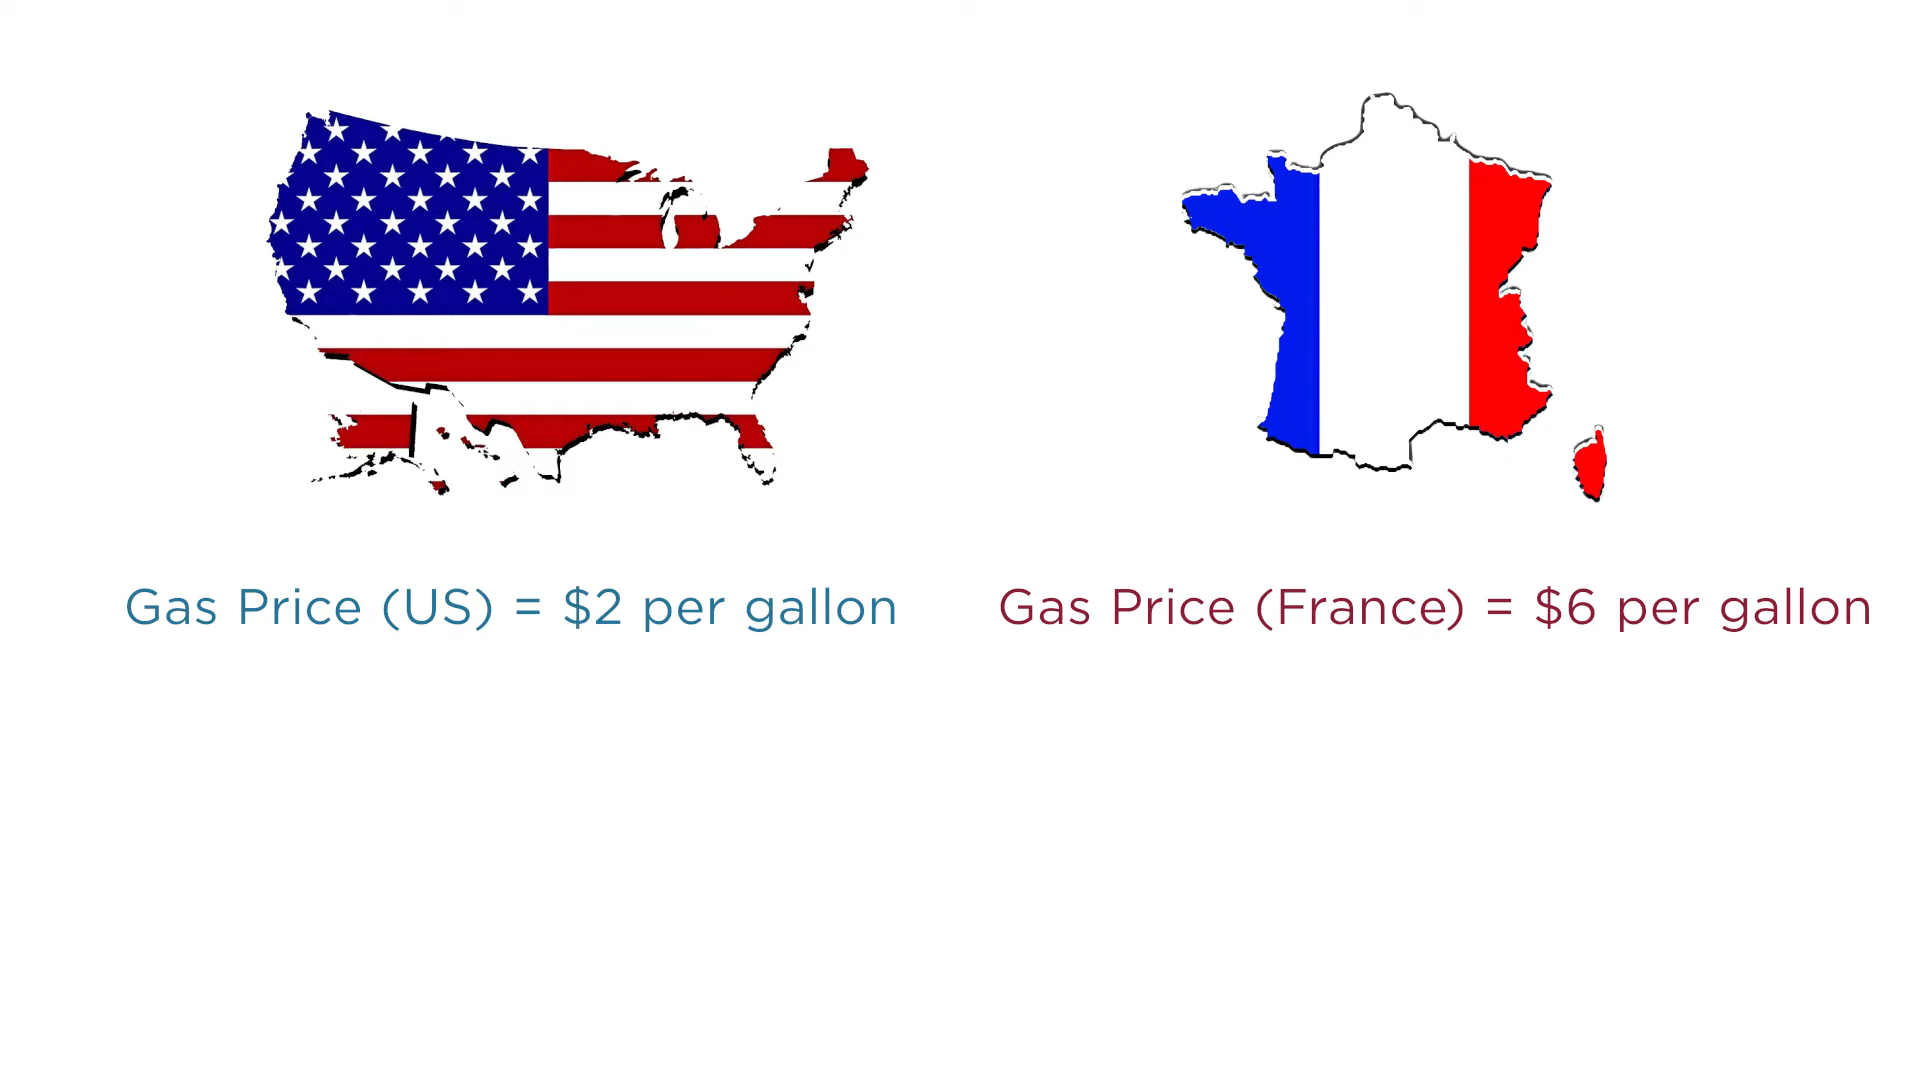 Gas Price (US) = $2 per gallon
Gas Price (France) = $6 per gallon